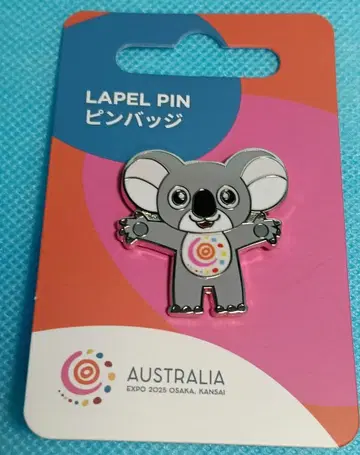 LAPEL PIN
ピンバッジ
AUSTRALIA
EXPO 2025 OSAKA, KANSAI